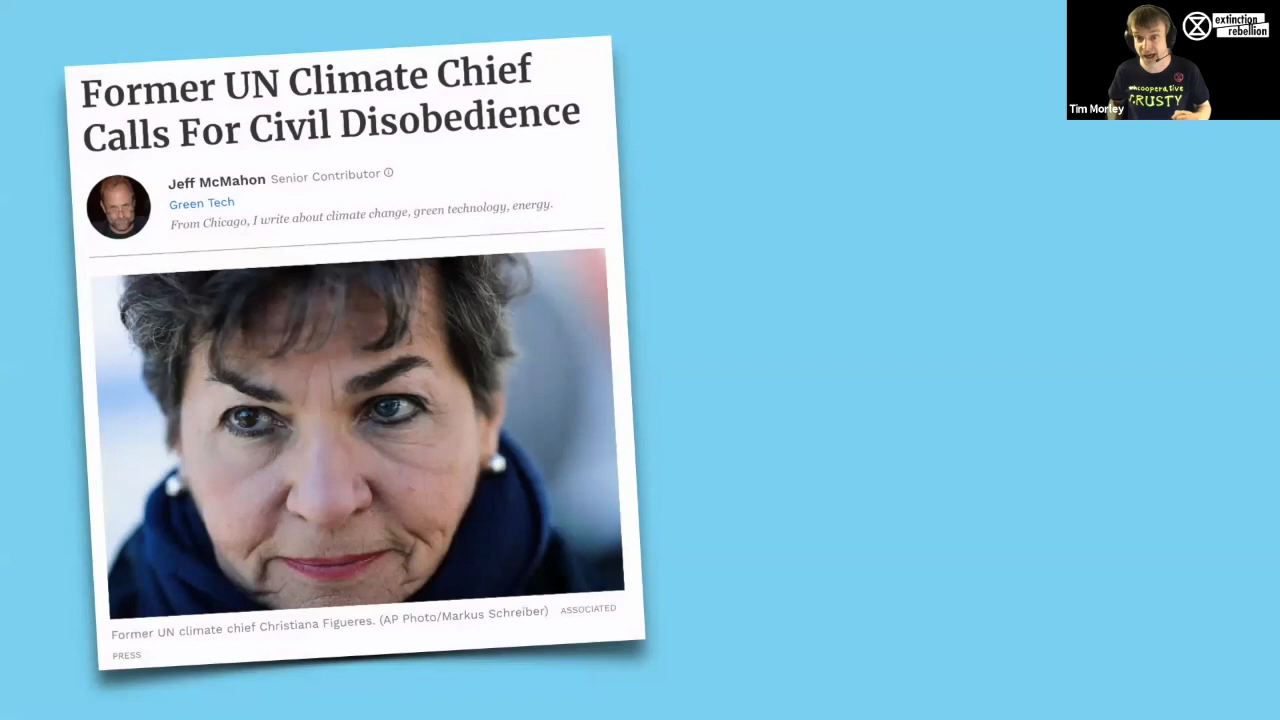 Former UN Climate Chief
Calls For Civil Disobedience
Jeff McMahon Senior Contributor
Green Tech
From Chicago, I write about climate change, green technology, energy.
Former UN climate chief Christiana Figueres. (AP Photo/Markus Schreiber) ASSOCIATED
PRESS
extinction
rebellion
uncooperative
CRUSTY
Tim Morley